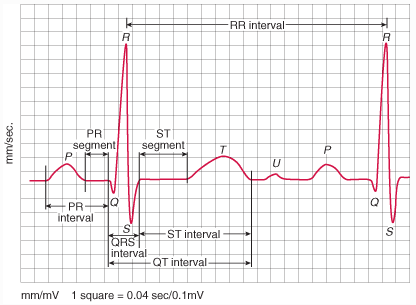 RR interval
R
R
PR
segment
ST
segment
P
T
U
P
mm/sec.
Q
Q
PR
interval
S
S
QRS
interval
ST interval
QT interval
mm/mV 1 square = 0.04 sec/0.1mV